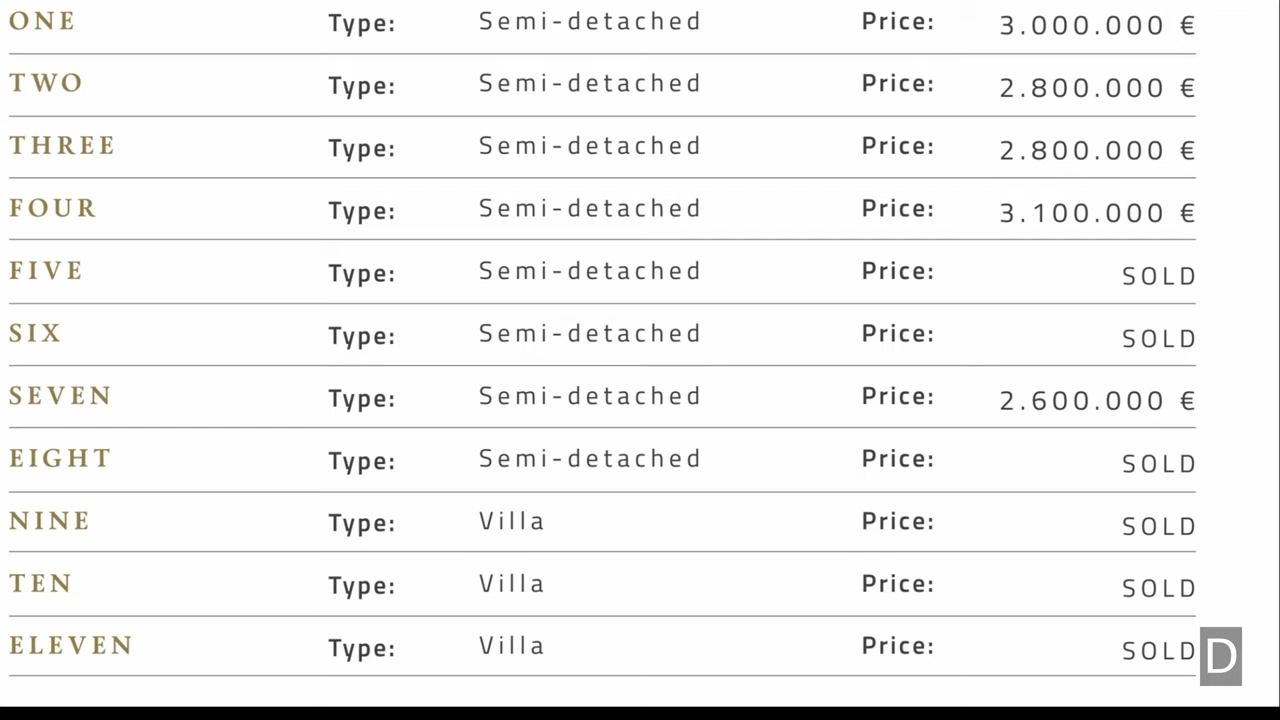 ONE Type: Semi-detached Price: 3.000.000 €
TWO Type: Semi-detached Price: 2.800.000 €
THREE Type: Semi-detached Price: 2.800.000 €
FOUR Type: Semi-detached Price: 3.100.000 €
FIVE Type: Semi-detached Price: SOLD
SIX Type: Semi-detached Price: SOLD
SEVEN Type: Semi-detached Price: 2.600.000 €
EIGHT Type: Semi-detached Price: SOLD
NINE Type: Villa Price: SOLD
TEN Type: Villa Price: SOLD
ELEVEN Type: Villa Price: SOLD
D